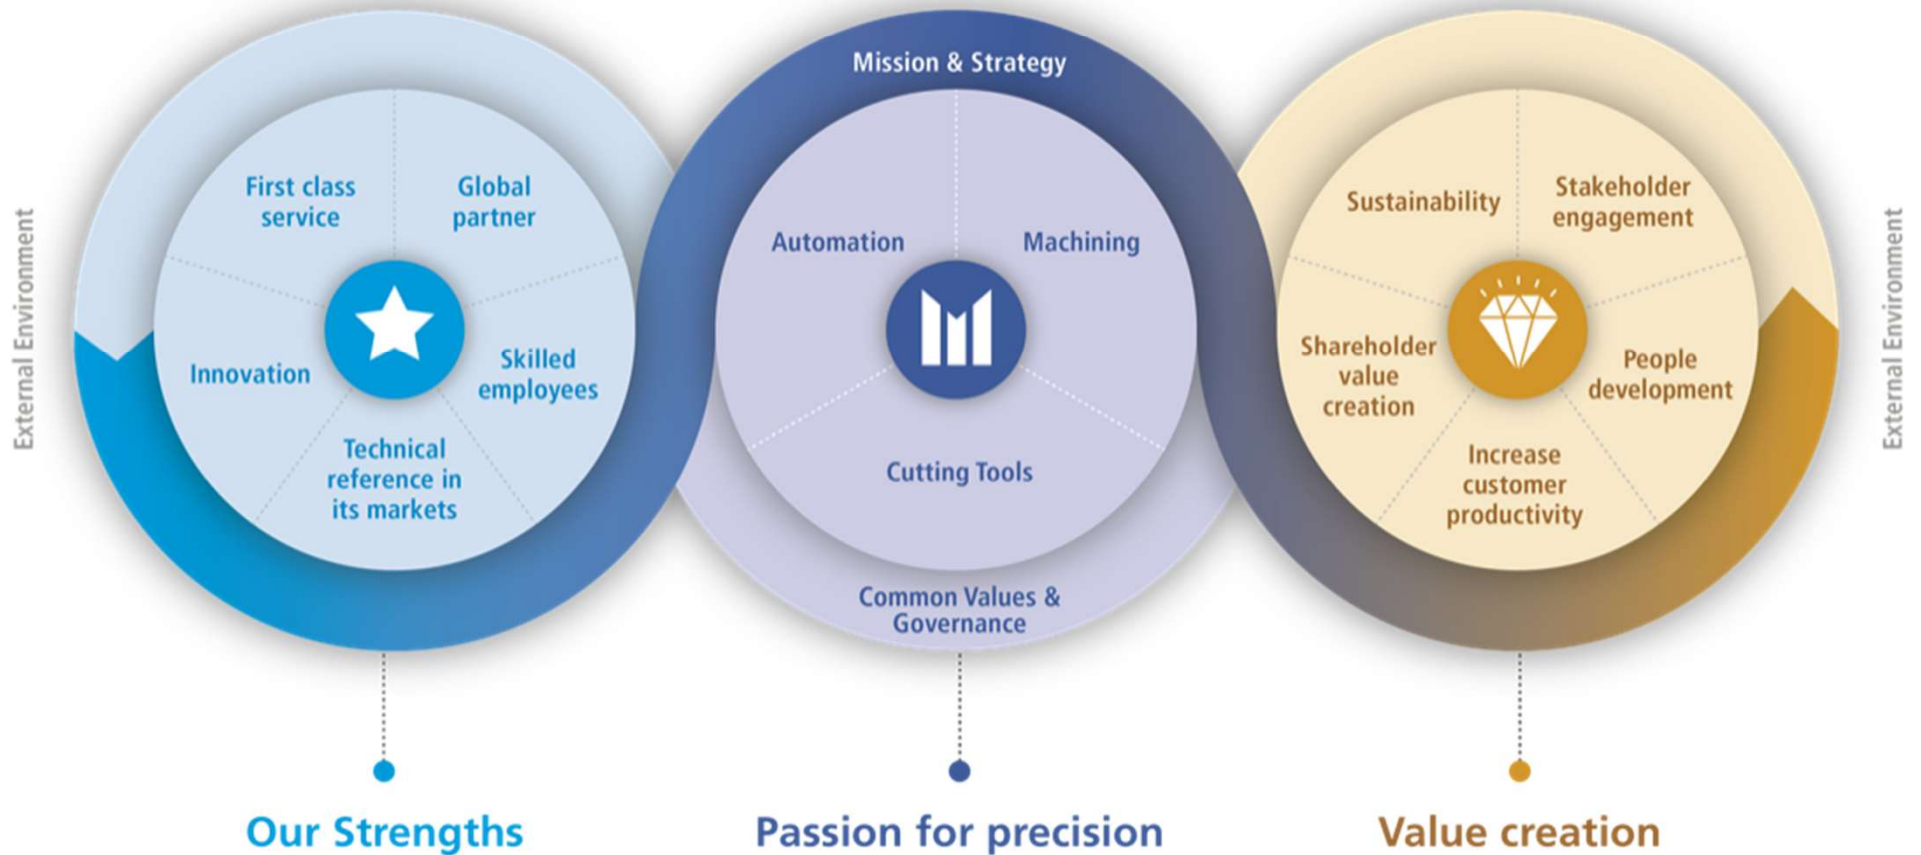 External Environment
First class
service
Global
partner
Innovation
Skilled
employees
Technical
reference in
its markets
Mission & Strategy
Automation
Machining
Cutting Tools
Common Values &
Governance
Sustainability
Stakeholder
engagement
Shareholder
value
creation
People
development
Increase
customer
productivity
External Environment
Our Strengths
Passion for precision
Value creation